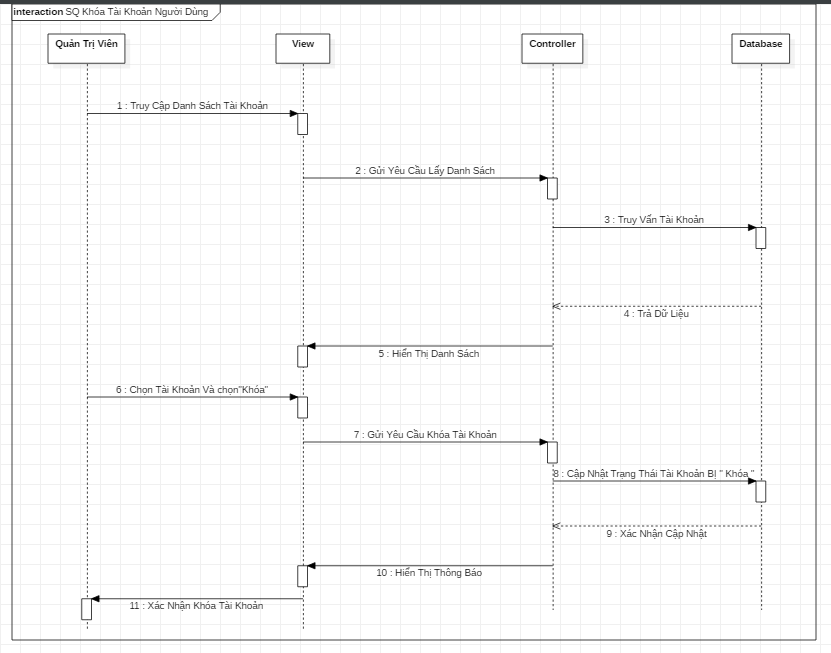 interaction SQ Khóa Tài Khoản Người Dùng
Quản Trị Viên
View
Controller
Database
1 : Truy Cập Danh Sách Tài Khoản
2 : Gửi Yêu Cầu Lấy Danh Sách
3 : Truy Vấn Tài Khoản
4 : Trả Dữ Liệu
5 : Hiển Thị Danh Sách
6 : Chọn Tài Khoản Và chọn"Khóa"
7 : Gửi Yêu Cầu Khóa Tài Khoản
8 : Cập Nhật Trạng Thái Tài Khoản Bị " Khóa "
9 : Xác Nhận Cập Nhật
10 : Hiển Thị Thông Báo
11 : Xác Nhận Khóa Tài Khoản